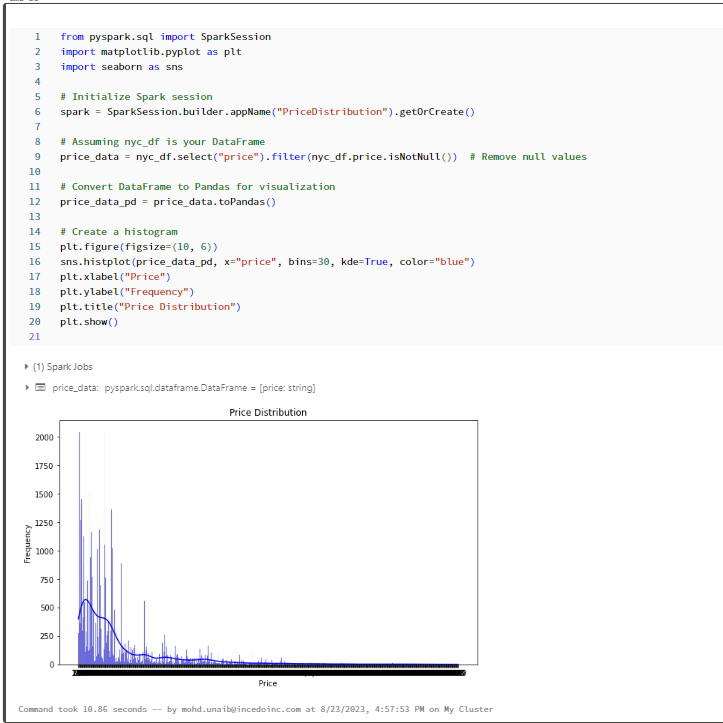 1 from pyspark.sql import SparkSession
2 import matplotlib.pyplot as plt
3 import seaborn as sns
4
5 # Initialize Spark session
6 spark = SparkSession.builder.appName("PriceDistribution").getOrCreate()
7
8 # Assuming nyc_df is your DataFrame
9 price_data = nyc_df.select("price").filter(nyc_df.price.isNotNull())  # Remove null values
10
11 # Convert DataFrame to Pandas for visualization
12 price_data_pd = price_data.toPandas()
13
14 # Create a histogram
15 plt.figure(figsize=(10, 6))
16 sns.histplot(price_data_pd, x="price", bins=30, kde=True, color="blue")
17 plt.xlabel("Price")
18 plt.ylabel("Frequency")
19 plt.title("Price Distribution")
20 plt.show()
21
(1) Spark Jobs
price_data: pyspark.sql.dataframe.DataFrame = [price: string]
Price Distribution
2000
1750
1500
1250
1000
750
500
250
0
Frequency
Price
Command took 10.86 seconds -- by mohd.unaib@incedoinc.com at 8/23/2023, 4:57:53 PM on My Cluster